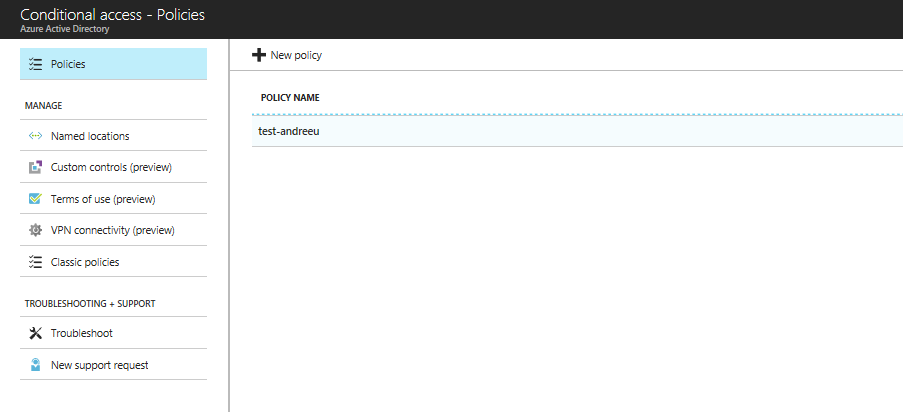 Conditional access - Policies
Azure Active Directory
Policies
New policy
MANAGE
POLICY NAME
test-andreeu
Named locations
Custom controls (preview)
Terms of use (preview)
VPN connectivity (preview)
Classic policies
TROUBLESHOOTING + SUPPORT
Troubleshoot
New support request